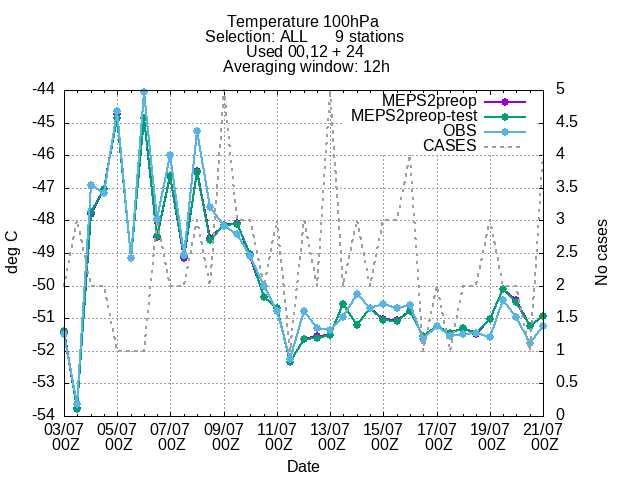 Temperature 100hPa
Selection: ALL 9 stations
Used 00,12 + 24
Averaging window: 12h
MEPS2preop
MEPS2preop-test
OBS
CASES
deg C
-44
-45
-46
-47
-48
-49
-50
-51
-52
-53
-54
5
4.5
4
3.5
3
2.5
2
1.5
1
0.5
0
No cases
03/07 05/07 07/07 09/07 11/07 13/07 15/07 17/07 19/07 21/07
00Z 00Z 00Z 00Z 00Z 00Z 00Z 00Z 00Z 00Z
Date